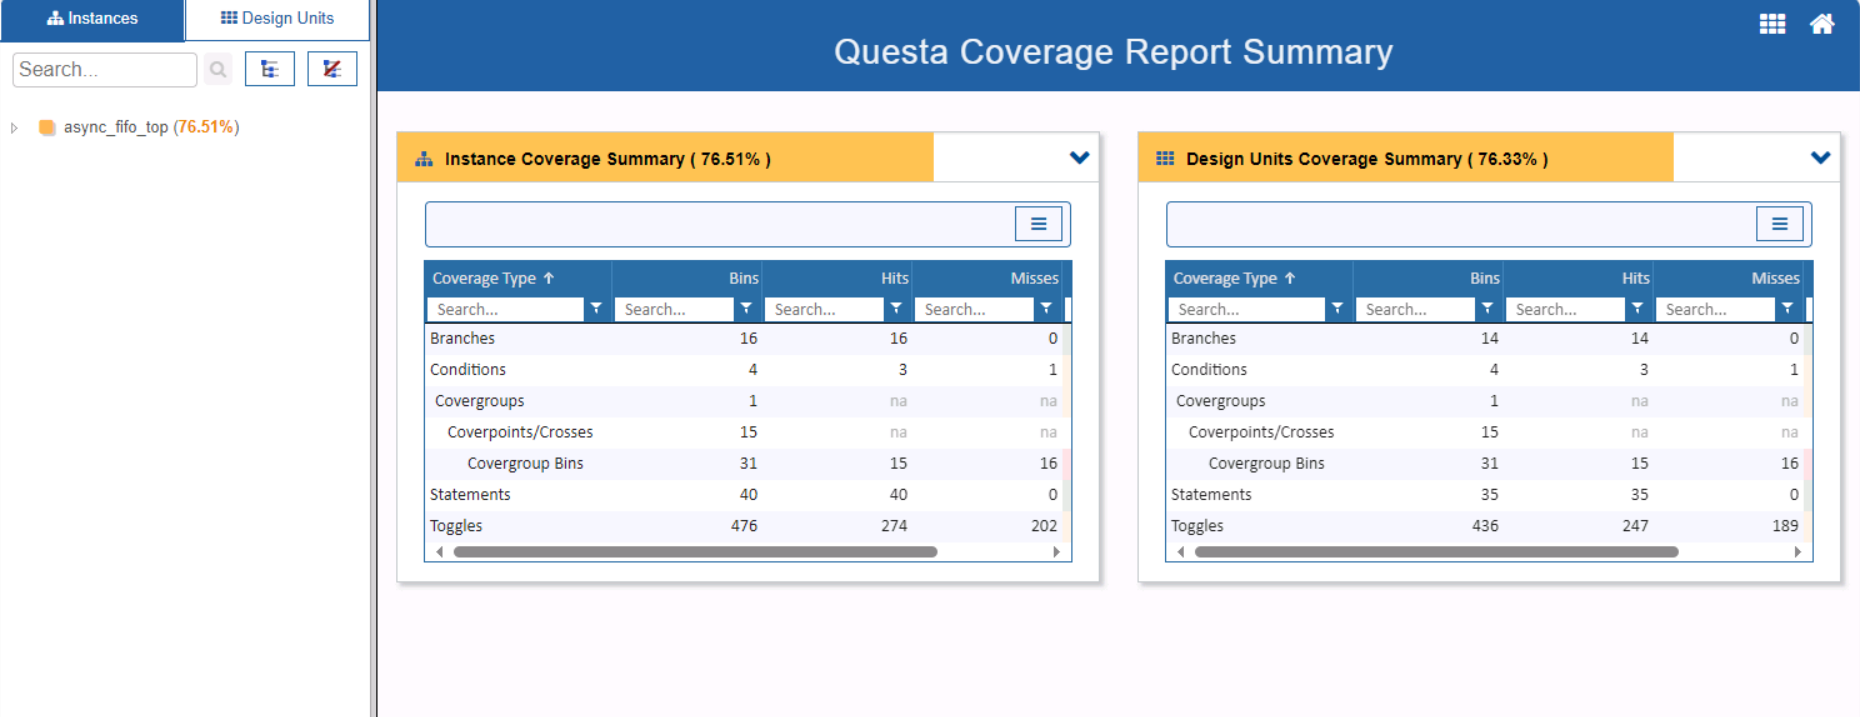 Instances
Design Units
Search...
async_fifo_top (76.51%)
Questa Coverage Report Summary
Instance Coverage Summary ( 76.51% )
Coverage Type Bins Hits Misses
Search... Search... Search... Search...
Branches 16 16 0
Conditions 4 3 1
Covergroups 1 na na
Coverpoints/Crosses 15 na na
Covergroup Bins 31 15 16
Statements 40 40 0
Toggles 476 274 202
Design Units Coverage Summary ( 76.33% )
Coverage Type Bins Hits Misses
Search... Search... Search... Search...
Branches 14 14 0
Conditions 4 3 1
Covergroups 1 na na
Coverpoints/Crosses 15 na na
Covergroup Bins 31 15 16
Statements 35 35 0
Toggles 436 247 189